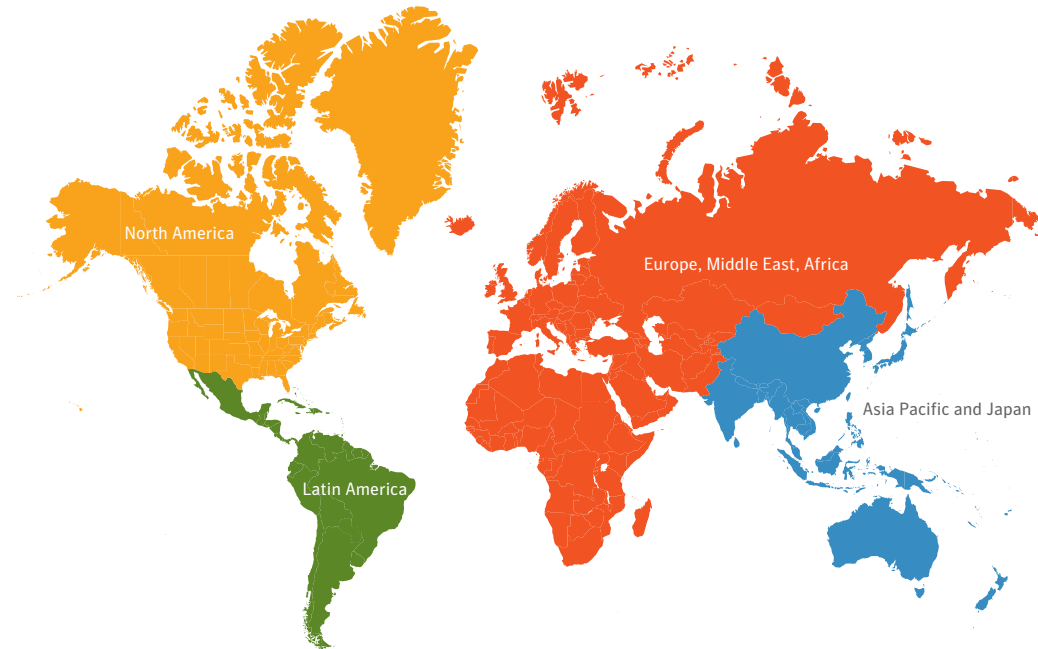 North America
Europe, Middle East, Africa
Asia Pacific and Japan
Latin America